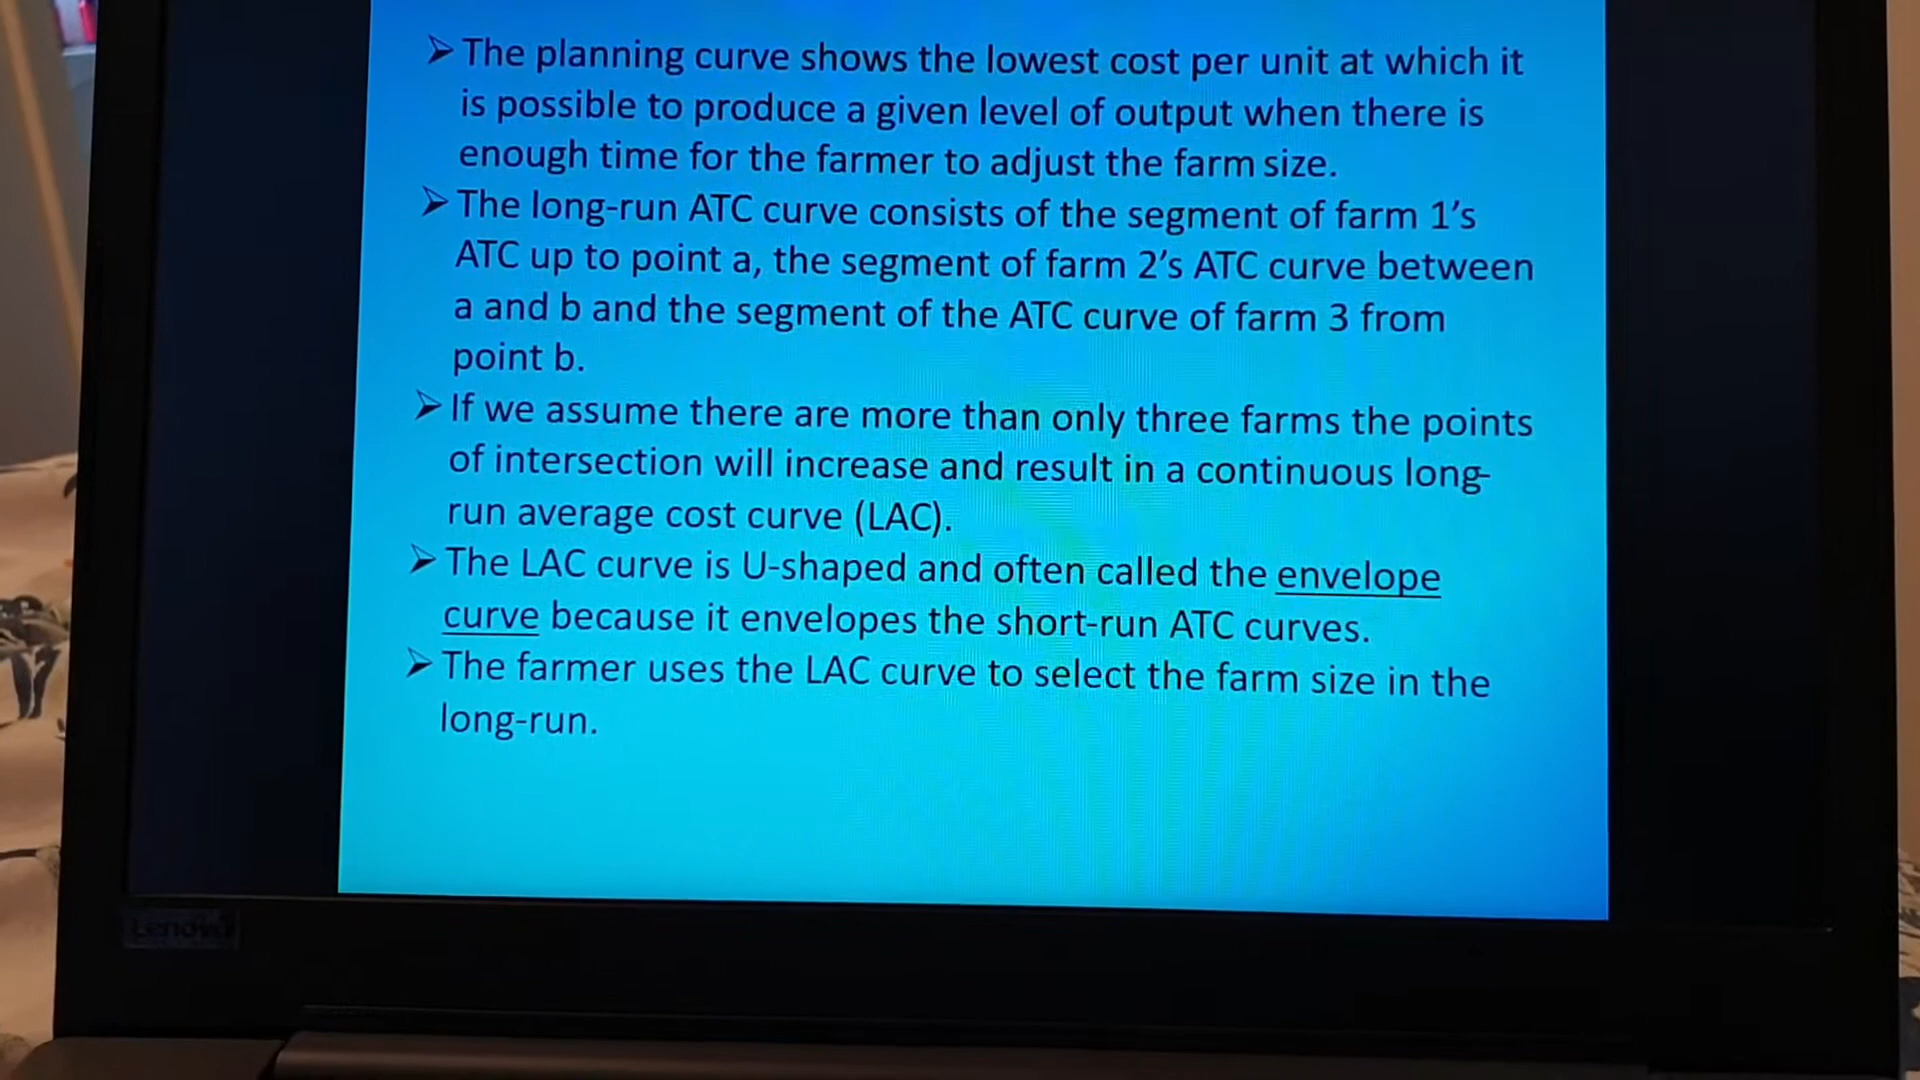 ➢ The planning curve shows the lowest cost per unit at which it
is possible to produce a given level of output when there is
enough time for the farmer to adjust the farm size.
➢ The long-run ATC curve consists of the segment of farm 1’s
ATC up to point a, the segment of farm 2’s ATC curve between
a and b and the segment of the ATC curve of farm 3 from
point b.
➢ If we assume there are more than only three farms the points
of intersection will increase and result in a continuous long-
run average cost curve (LAC).
➢ The LAC curve is U-shaped and often called the envelope
curve because it envelopes the short-run ATC curves.
➢ The farmer uses the LAC curve to select the farm size in the
long-run.
Lenovo